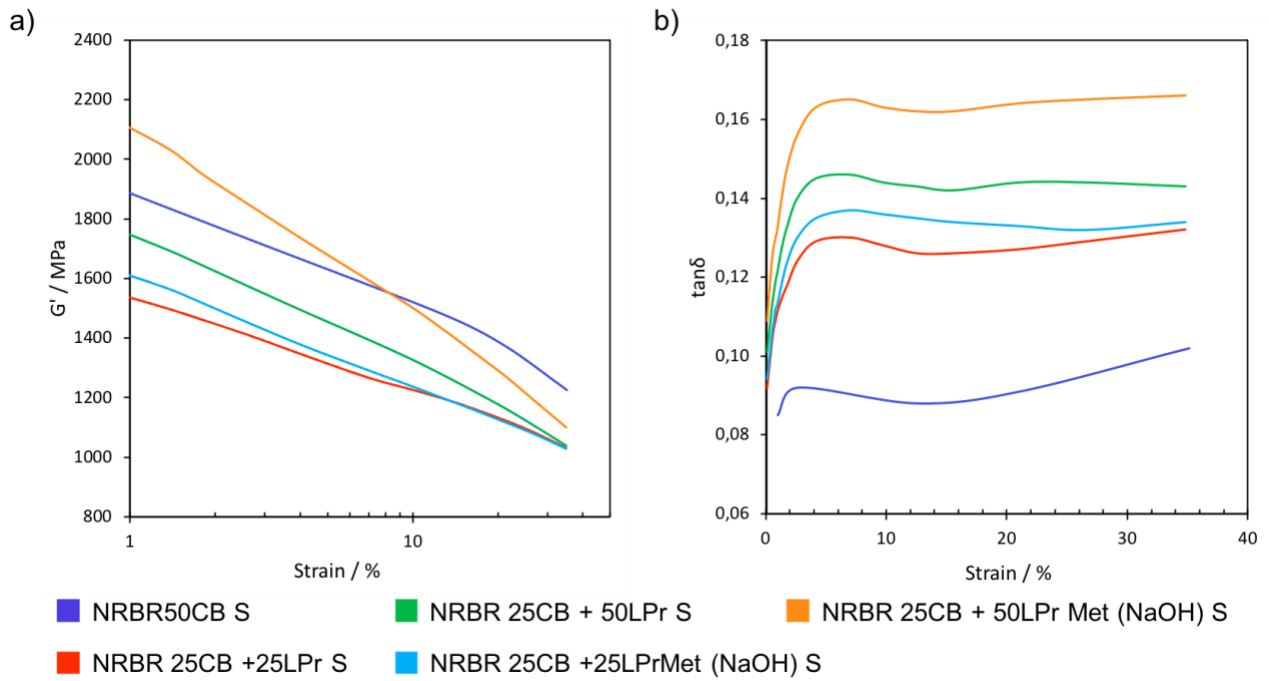 a)
2400
2200
2000
1800
1600
1400
1200
1000
800
G' / MPa
1
10
Strain / %
b)
0,18
0,16
0,14
0,12
0,10
0,08
0,06
tanδ
0
10
20
30
40
Strain / %
NRBR50CB S
NRBR 25CB + 50LPr S
NRBR 25CB + 50LPr Met (NaOH) S
NRBR 25CB +25LPr S
NRBR 25CB +25LPrMet (NaOH) S